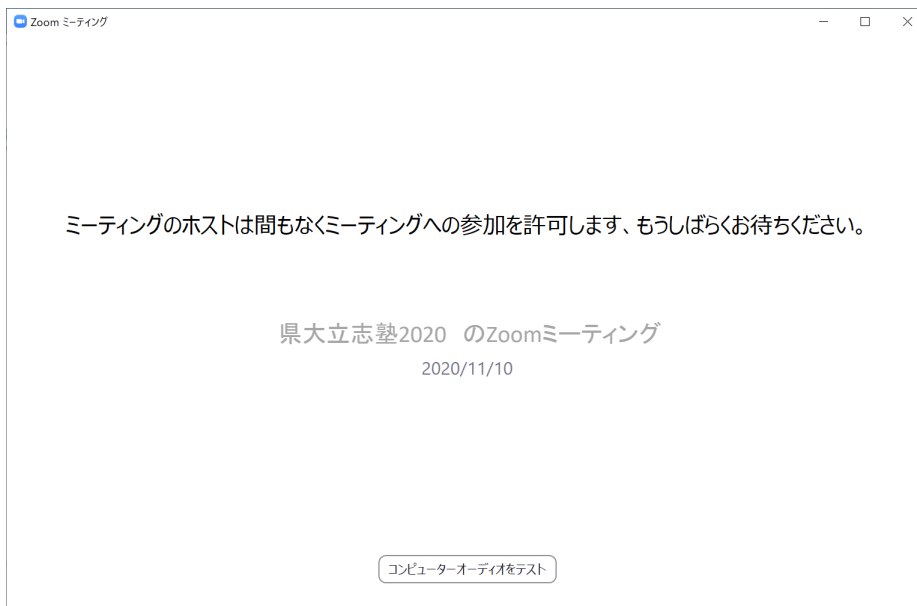 Zoom ミーティング
ミーティングのホストは間もなくミーティングへの参加を許可します、もうしばらくお待ちください。
県大立志塾2020　のZoomミーティング
2020/11/10
コンピューターオーディオをテスト